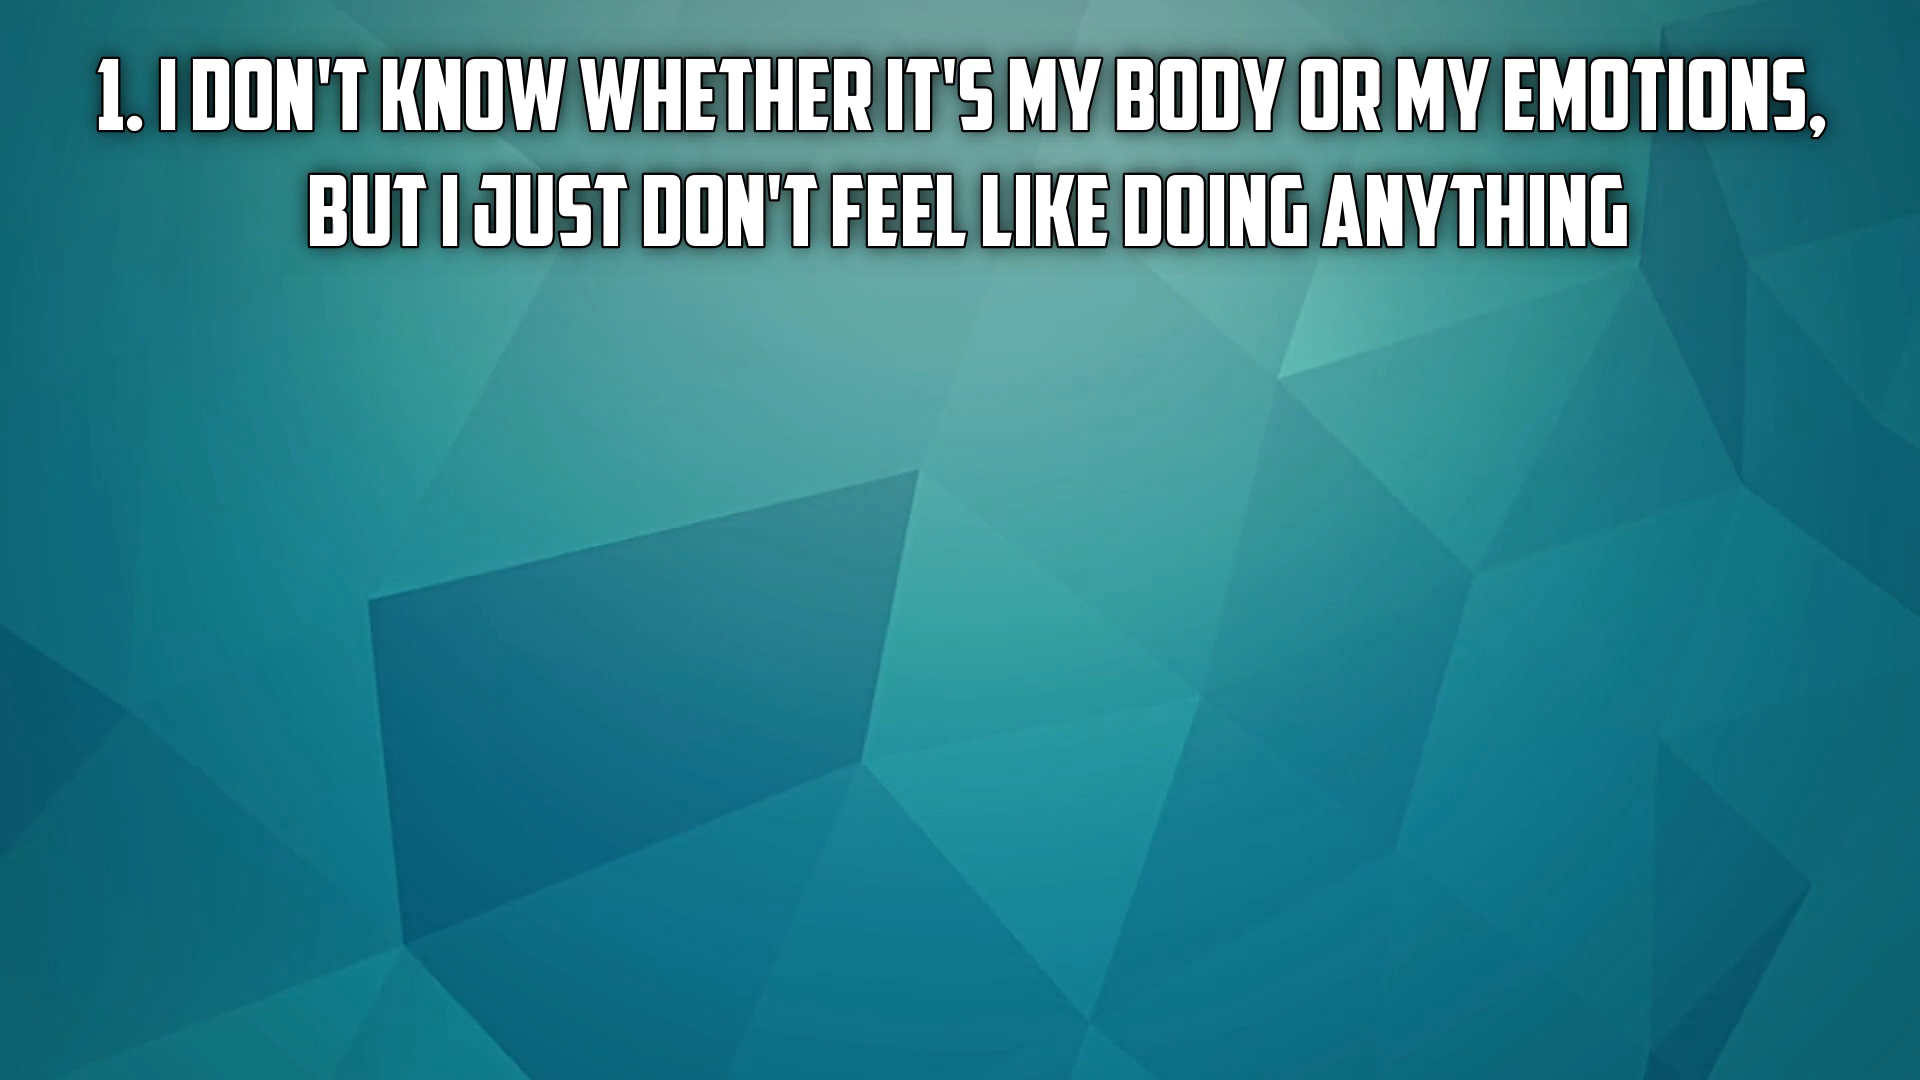 1. I DON'T KNOW WHETHER IT'S MY BODY OR MY EMOTIONS,
BUT I JUST DON'T FEEL LIKE DOING ANYTHING